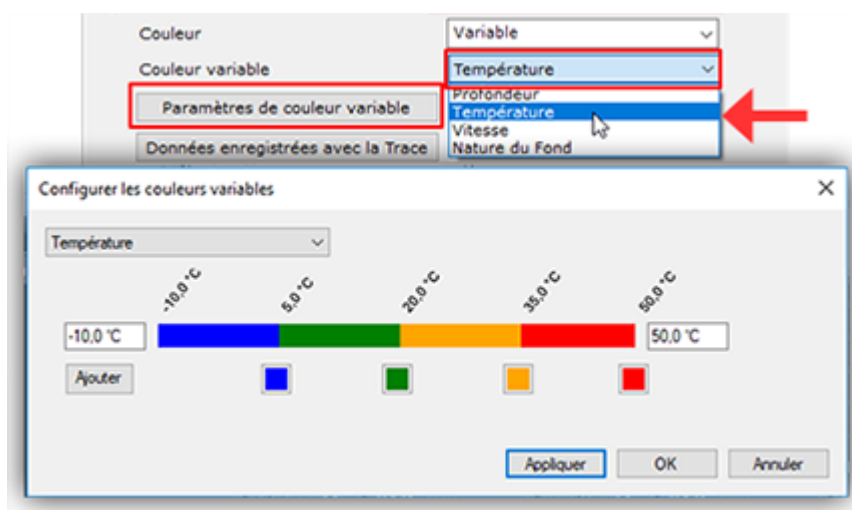 Couleur Variable
Couleur variable Température
Paramètres de couleur variable
Profondeur
Température
Vitesse
Nature du Fond
Données enregistrées avec la Trace
Configurer les couleurs variables
Température
-10,0 °C 5,0 °C 20,0 °C 35,0 °C 50,0 °C
-10,0 °C 50,0 °C
Ajouter
Appliquer OK Annuler